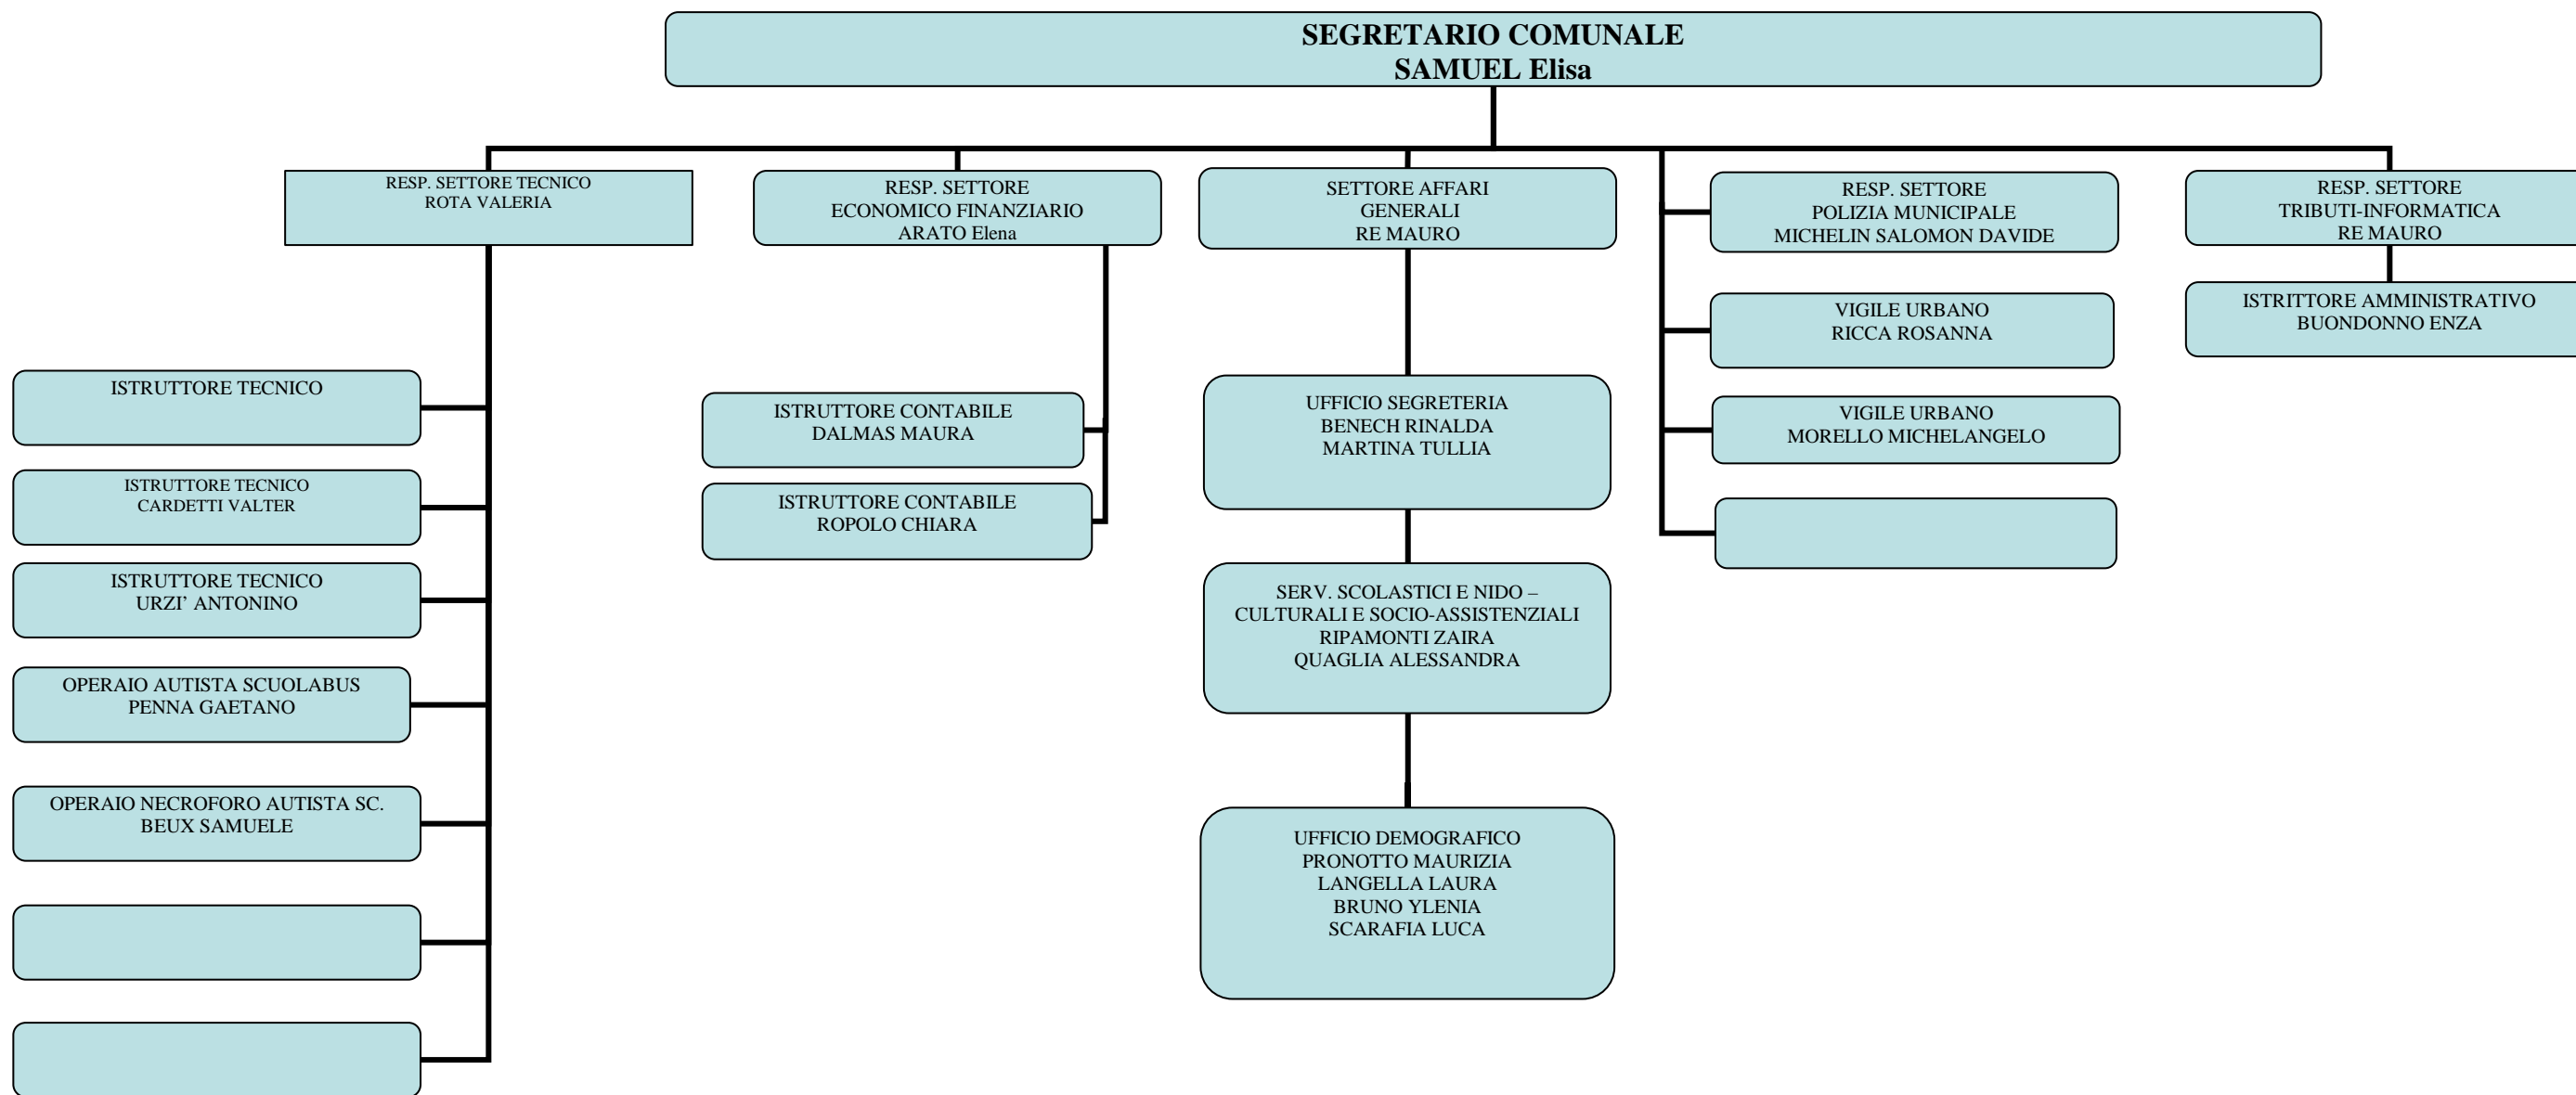 SEGRETARIO COMUNALE
SAMUEL Elisa
RESP. SETTORE TECNICO
ROTA VALERIA
RESP. SETTORE
ECONOMICO FINANZIARIO
ARATO Elena
SETTORE AFFARI
GENERALI
RE MAURO
RESP. SETTORE
POLIZIA MUNICIPALE
MICHELIN SALOMON DAVIDE
RESP. SETTORE
TRIBUTI-INFORMATICA
RE MAURO
ISTRUTTORE TECNICO
ISTRUTTORE TECNICO
CARDETTI VALTER
ISTRUTTORE TECNICO
URZI’ ANTONINO
OPERAIO AUTISTA SCUOLABUS
PENNA GAETANO
OPERAIO NECROFORO AUTISTA SC.
BEUX SAMUELE
ISTRUTTORE CONTABILE
DALMAS MAURA
ISTRUTTORE CONTABILE
ROPOLO CHIARA
UFFICIO SEGRETERIA
BENECH RINALDA
MARTINA TULLIA
SERV. SCOLASTICI E NIDO –
CULTURALI E SOCIO-ASSISTENZIALI
RIPAMONTI ZAIRA
QUAGLIA ALESSANDRA
UFFICIO DEMOGRAFICO
PRONOTTO MAURIZIA
LANGELLA LAURA
BRUNO YLENIA
SCARAFIA LUCA
VIGILE URBANO
RICCA ROSANNA
VIGILE URBANO
MORELLO MICHELANGELO
ISTRITTORE AMMINISTRATIVO
BUONDONNO ENZA